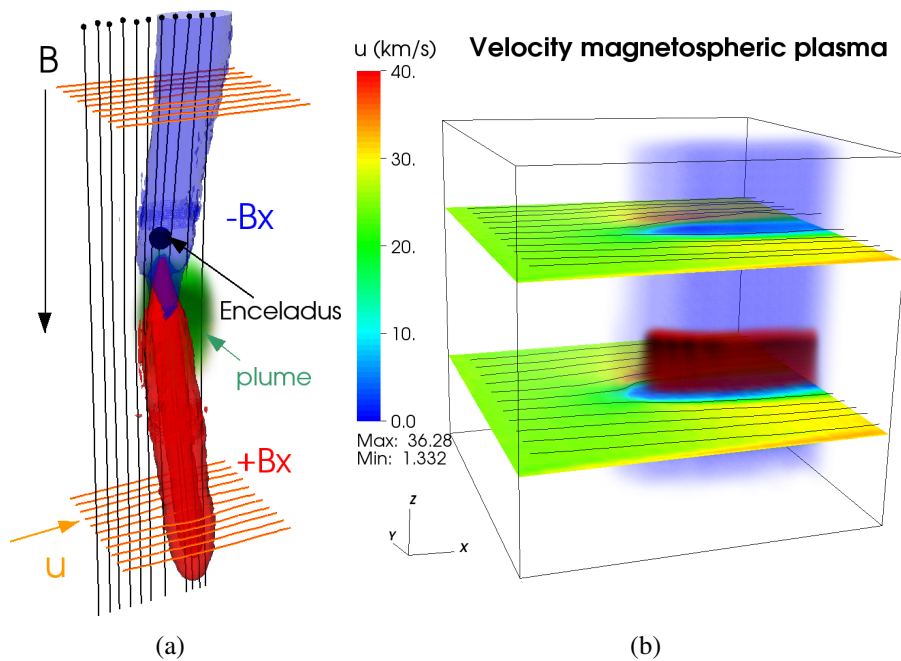 B
-Bx
Enceladus
plume
+Bx
u
(a)
u (km/s)
Velocity magnetospheric plasma
40.
30.
20.
10.
0.0
Max: 36.28
Min: 1.332
Z
Y
X
(b)